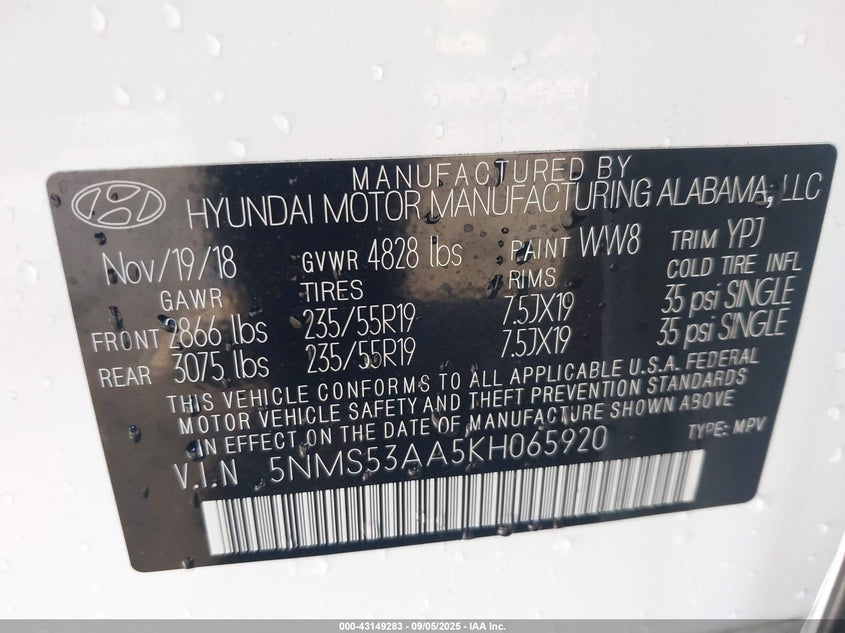 MANUFACTURED BY
HYUNDAI MOTOR MANUFACTURING ALABAMA, LLC
Nov/19/18 GVWR 4828 lbs PAINT WW8 TRIM YPJ
GAWR TIRES RIMS COLD TIRE INFL
FRONT 2866 lbs 235/55R19 7.5JX19 35 psi SINGLE
REAR 3075 lbs 235/55R19 7.5JX19 35 psi SINGLE
THIS VEHICLE CONFORMS TO ALL APPLICABLE U.S.A. FEDERAL
MOTOR VEHICLE SAFETY AND THEFT PREVENTION STANDARDS
IN EFFECT ON THE DATE OF MANUFACTURE SHOWN ABOVE
V.I.N 5NMS53AA5KH065920 TYPE: MPV
000-43149283 - 09/05/2025 - IAA Inc.